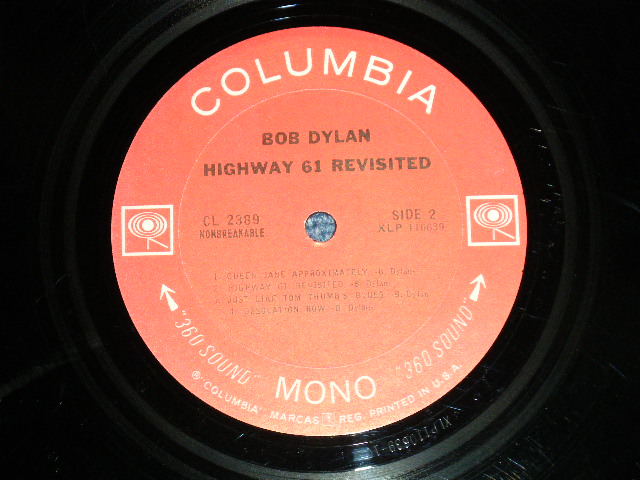 COLUMBIA
BOB DYLAN
HIGHWAY 61 REVISITED
CL 2389
NONBREAKABLE
SIDE 2
XLP 110639
1. QUEEN JANE APPROXIMATELY -B. Dylan-
2. HIGHWAY 61 REVISITED -B. Dylan-
3. JUST LIKE TOM THUMB'S BLUES -B. Dylan-
4. DESOLATION ROW -B. Dylan-
"360 SOUND" MONO "360 SOUND"
® "COLUMBIA", MARCAS REG. PRINTED IN U.S.A.
XLP110639-1